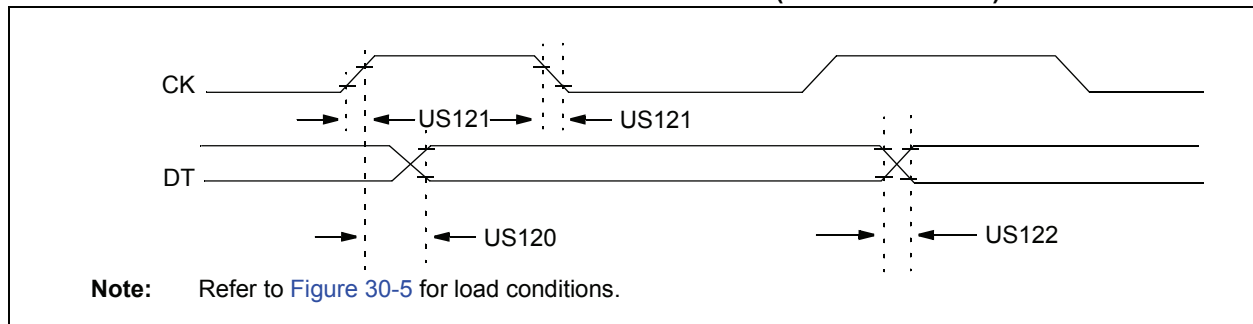 CK
US121 US121
DT
US120 US122
Note: Refer to Figure 30-5 for load conditions.